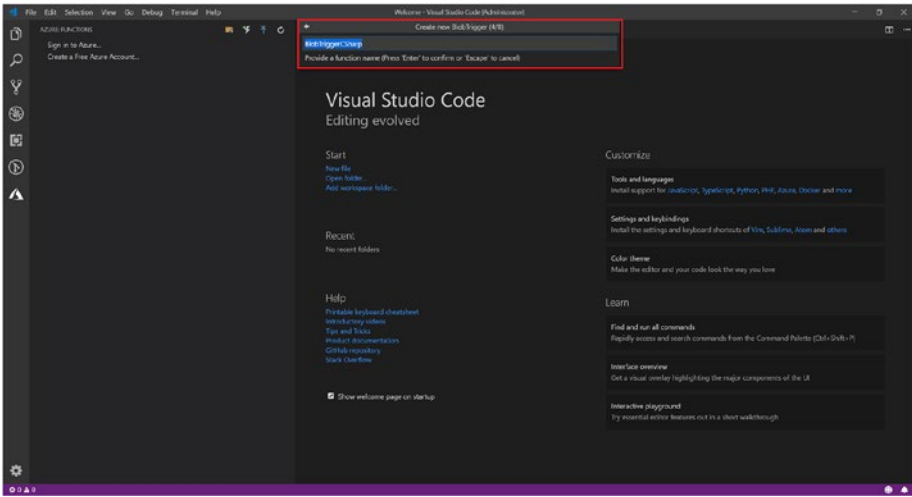 File Edit Selection View Go Debug Terminal Help
Welcome - Visual Studio Code [Administrator]
AZURE: FUNCTIONS
Sign in to Azure...
Create a Free Azure Account...
Create new BlobTrigger (4/8)
BlobTriggerCSharp
Provide a function name (Press 'Enter' to confirm or 'Escape' to cancel)
Visual Studio Code
Editing evolved
Start
New file
Open folder...
Add workspace folder...
Recent
No recent folders
Help
Printable keyboard cheatsheet
Introductory videos
Tips and Tricks
Product documentation
GitHub repository
Stack Overflow
Show welcome page on startup
Customize
Tools and languages
Install support for JavaScript, TypeScript, Python, PHP, Azure, Docker and more
Settings and keybindings
Install the settings and keyboard shortcuts of Vim, Sublime, Atom and others
Color theme
Make the editor and your code look the way you love
Learn
Find and run all commands
Rapidly access and search commands from the Command Palette (Ctrl+Shift+P)
Interface overview
Get a visual overlay highlighting the major components of the UI
Interactive playground
Try essential editor features out in a short walkthrough
0 0